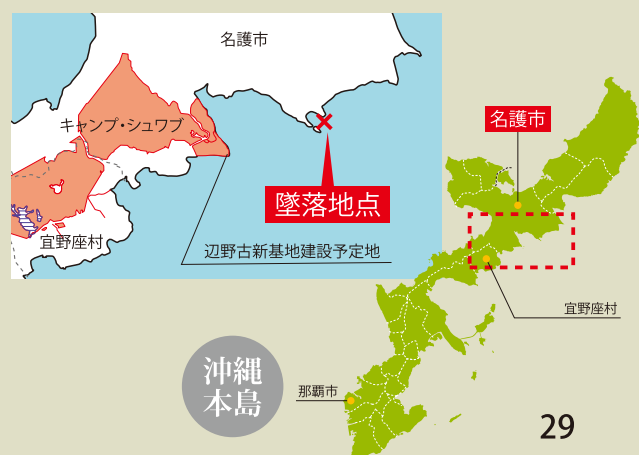 名護市
キャンプ・シュワブ
墜落地点
宜野座村
辺野古新基地建設予定地
名護市
宜野座村
沖縄
本島
那覇市
29